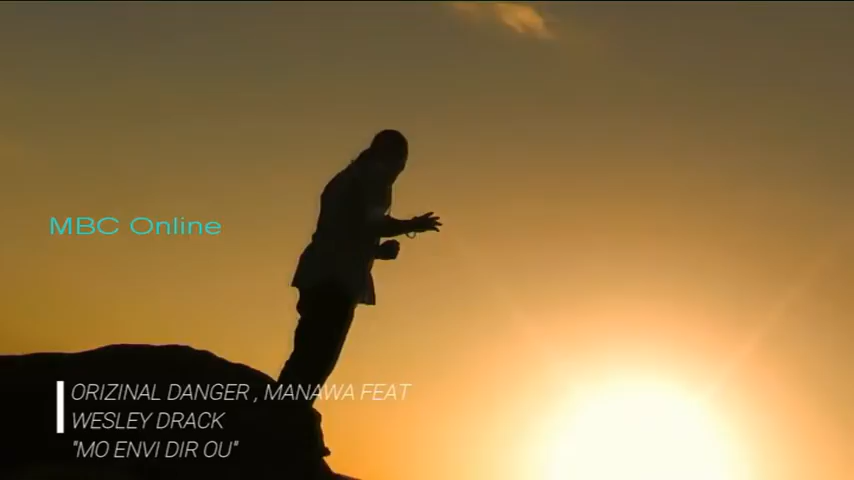 MBC Online
ORIZINAL DANGER , MANAWA FEAT
WESLEY DRACK
"MO ENVI DIR OU"